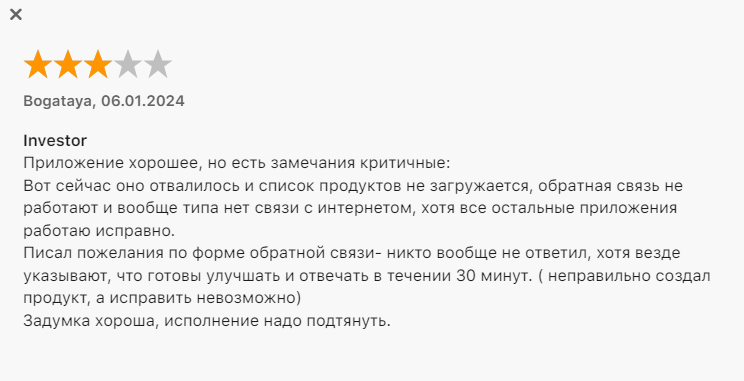 Bogataya, 06.01.2024
Investor
Приложение хорошее, но есть замечания критичные:
Вот сейчас оно отвалилось и список продуктов не загружается, обратная связь не
работают и вообще типа нет связи с интернетом, хотя все остальные приложения
работаю исправно.
Писал пожелания по форме обратной связи- никто вообще не ответил, хотя везде
указывают, что готовы улучшать и отвечать в течении 30 минут. ( неправильно создал
продукт, а исправить невозможно)
Задумка хороша, исполнение надо подтянуть.